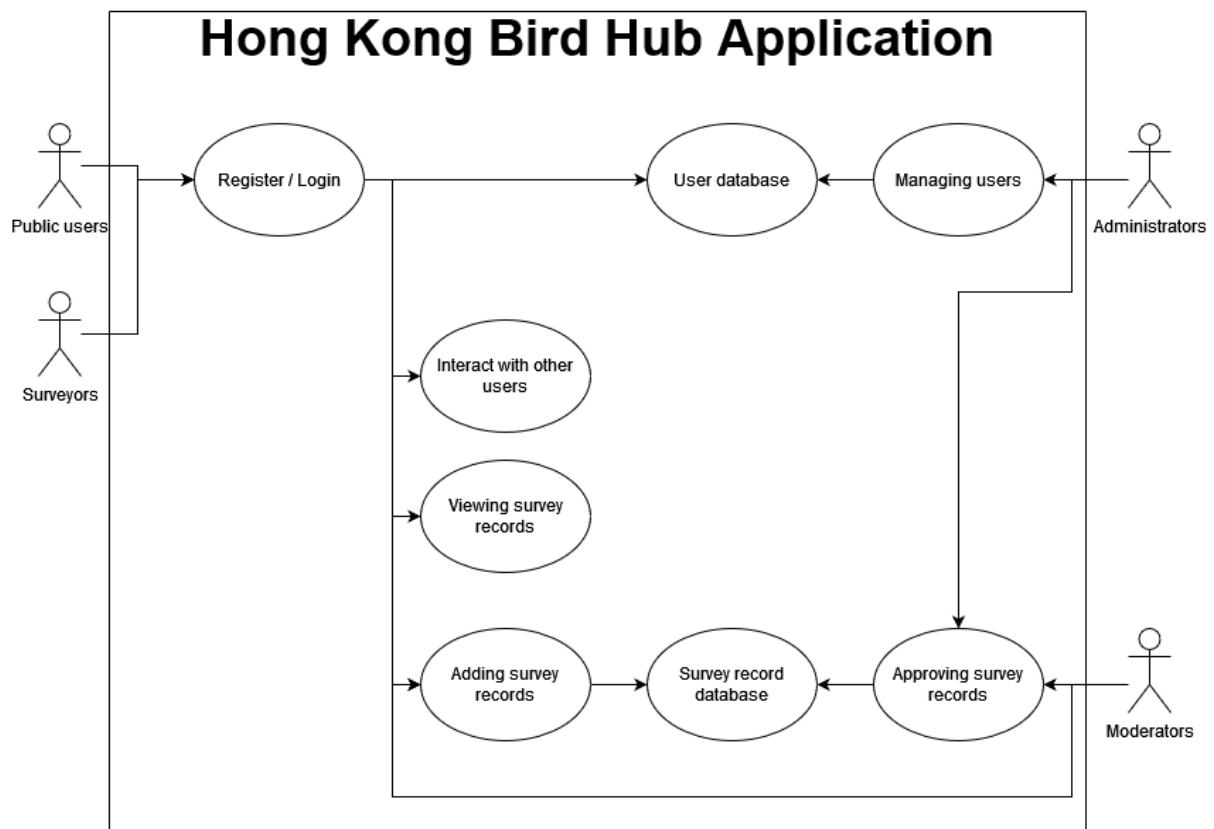 Hong Kong Bird Hub Application
Public users
Register / Login
User database
Managing users
Administrators
Surveyors
Interact with other
users
Viewing survey
records
Adding survey
records
Survey record
database
Approving survey
records
Moderators